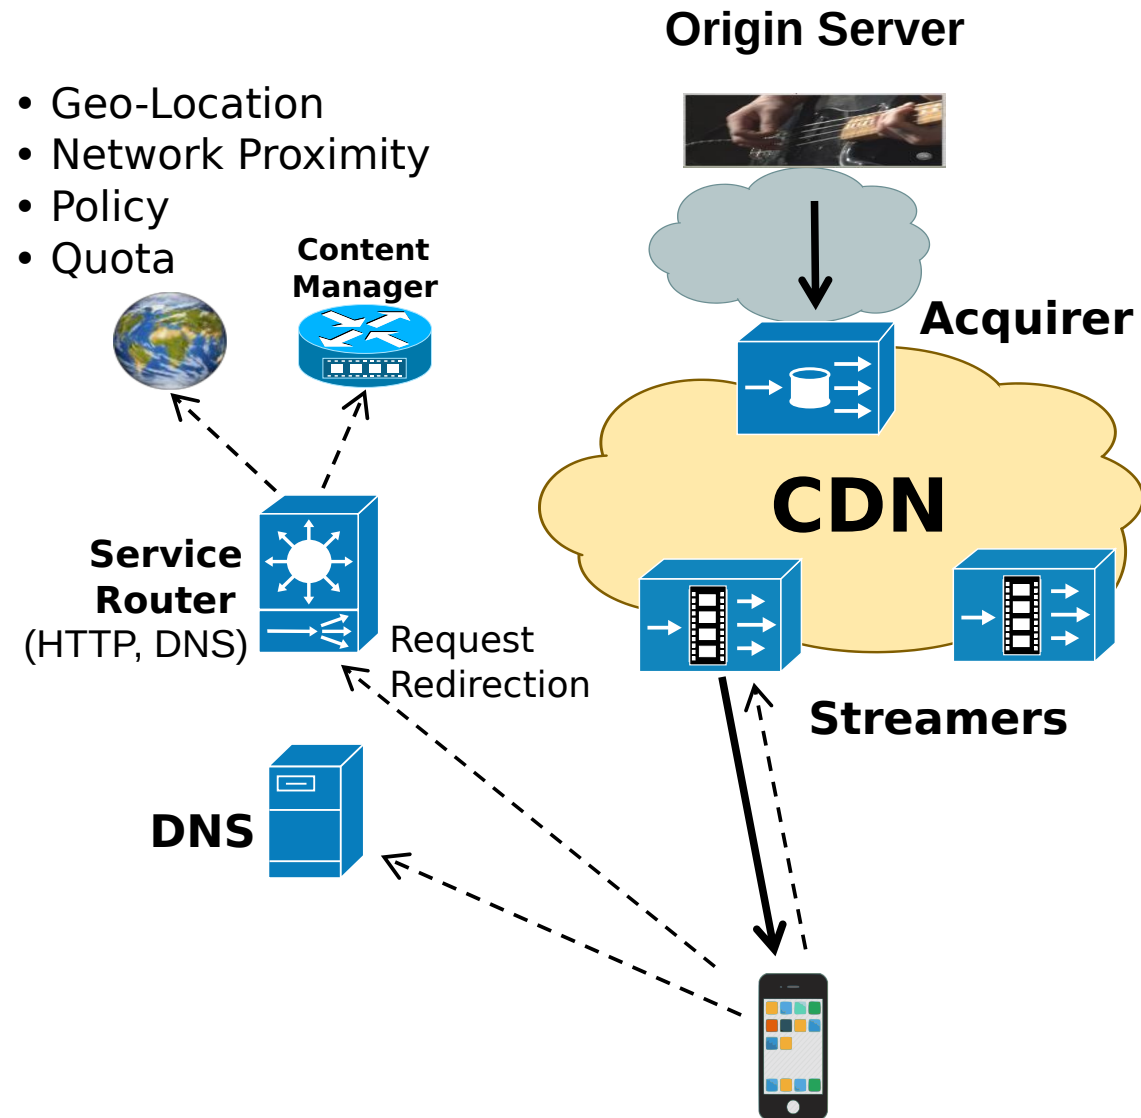 Origin Server
• Geo-Location
• Network Proximity
• Policy
• Quota
Content
Manager
Acquirer
CDN
Service
Router
(HTTP, DNS)
Request
Redirection
Streamers
DNS